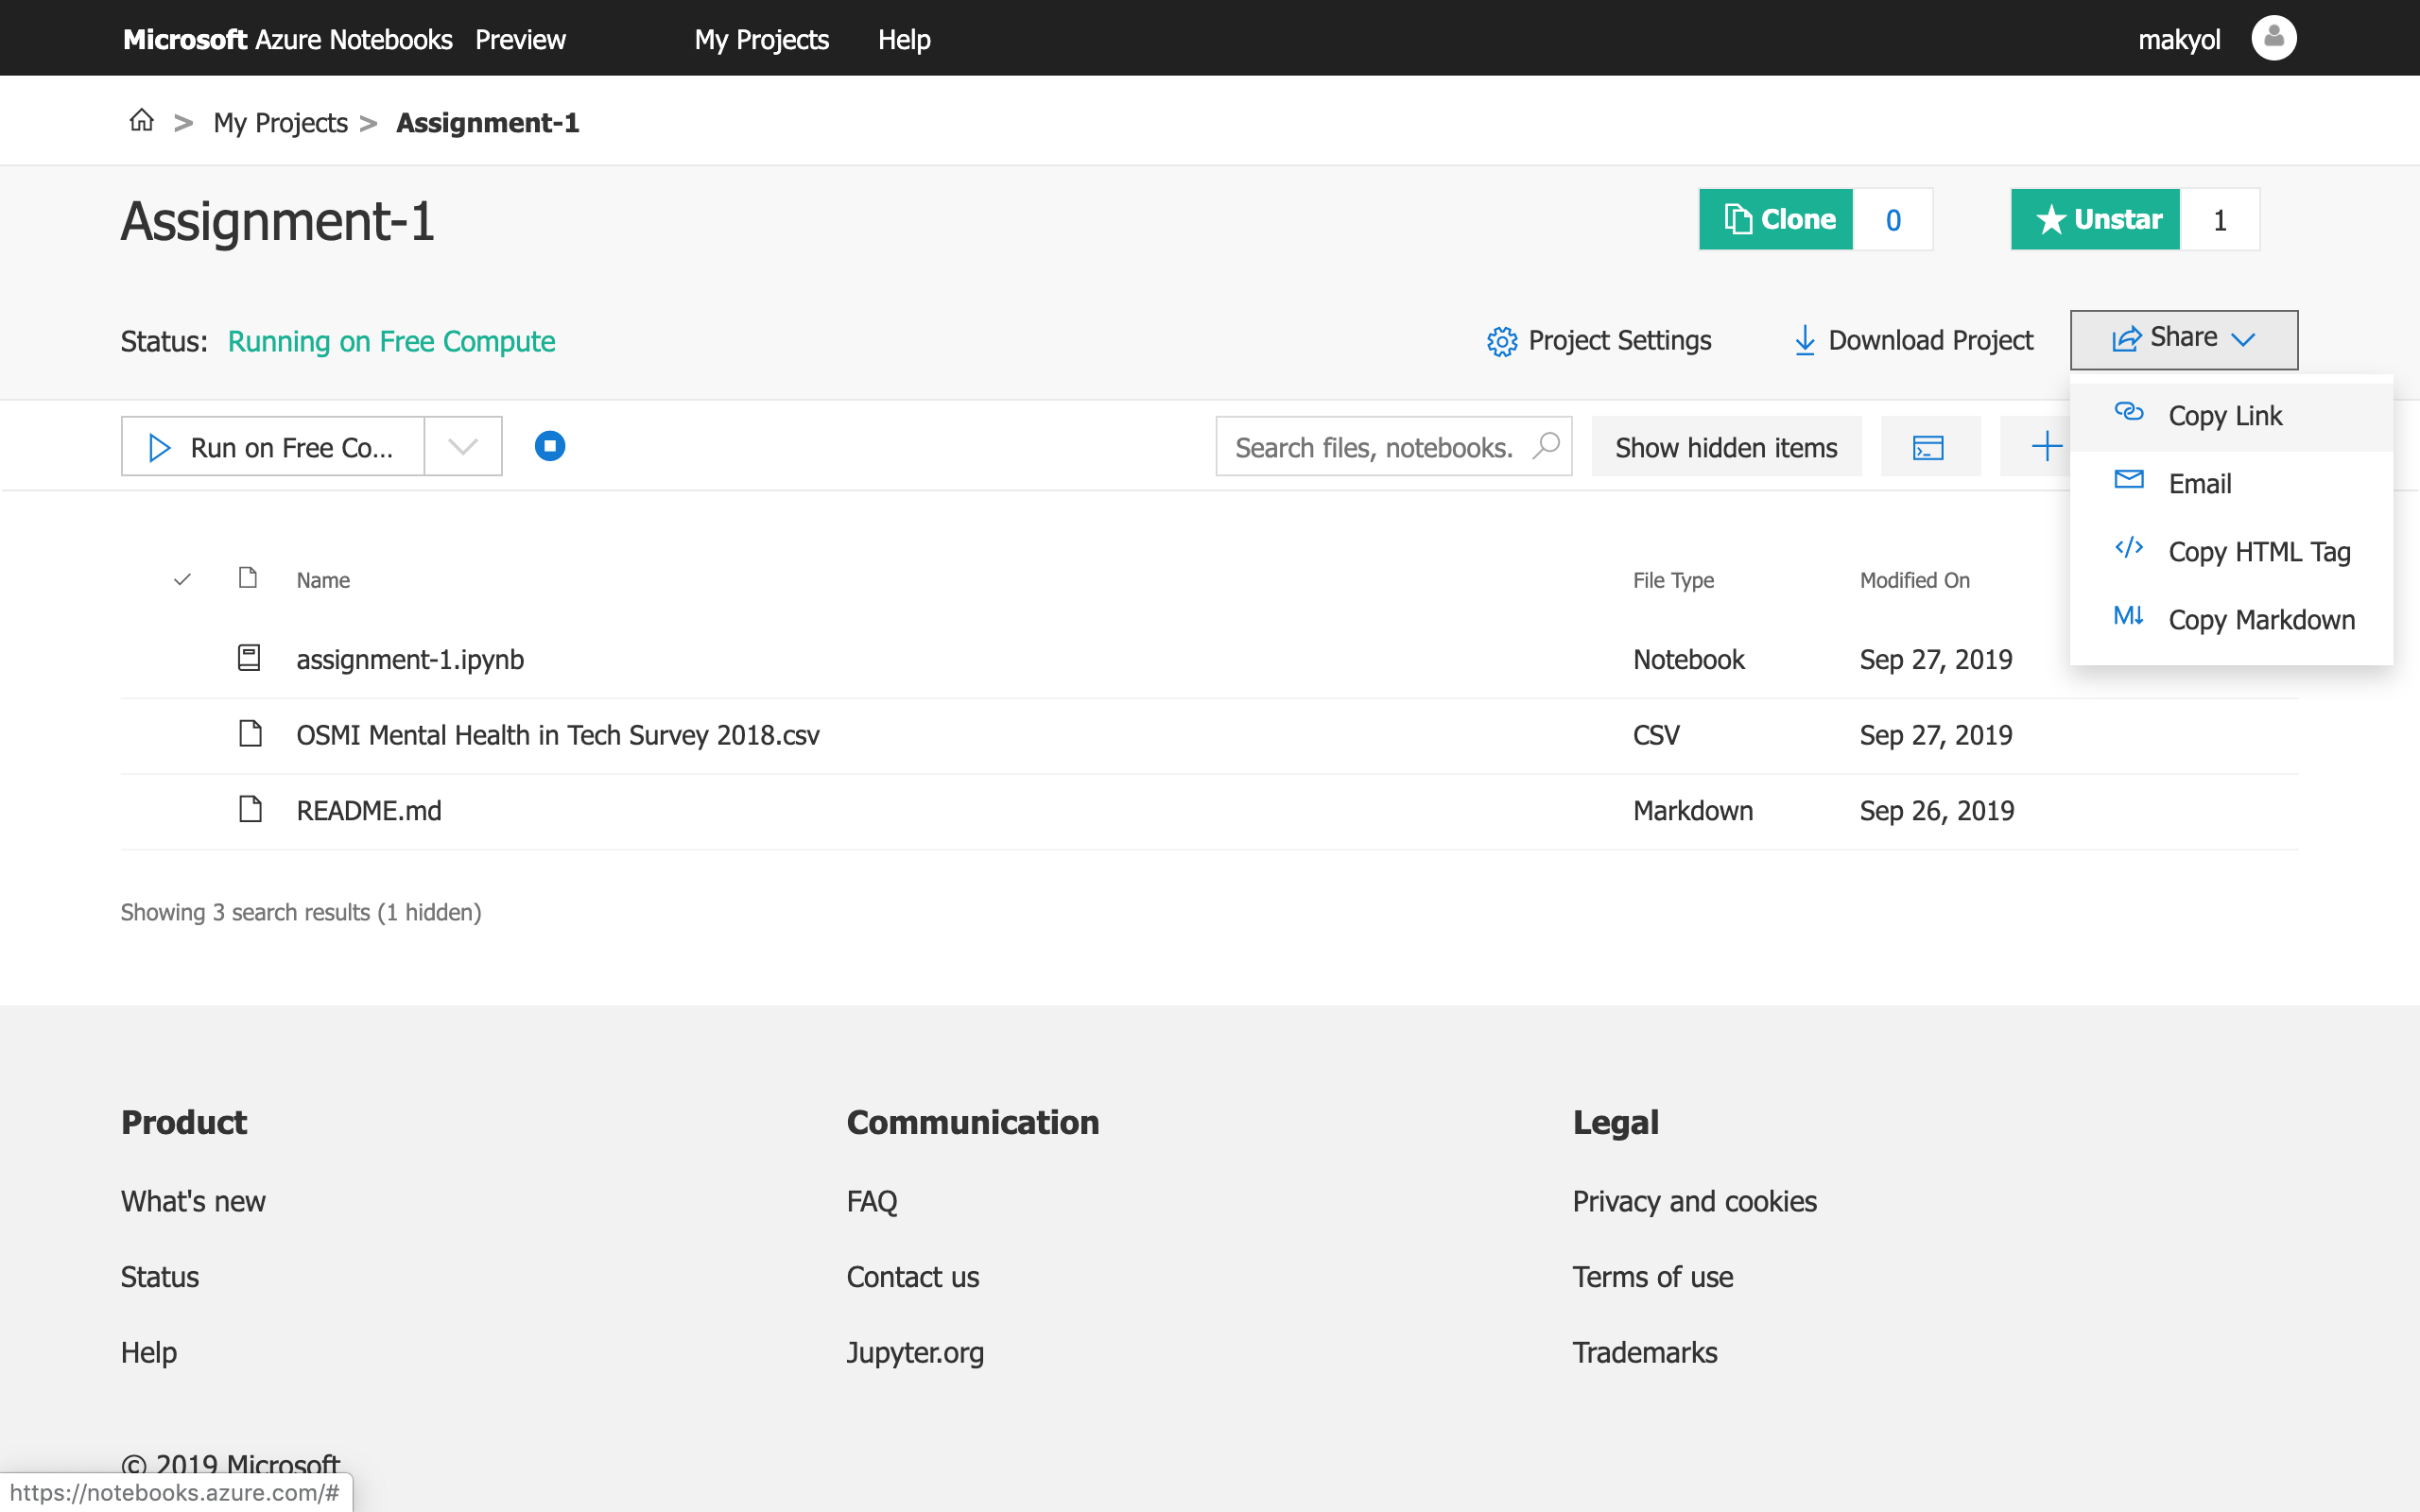 Microsoft Azure Notebooks Preview My Projects Help makyol
> My Projects > Assignment-1
Assignment-1
Clone 0 Unstar 1
Status: Running on Free Compute
Project Settings Download Project Share
Run on Free Co...
Search files, notebooks. Show hidden items
Copy Link
Email
Copy HTML Tag
Copy Markdown
Name File Type Modified On
assignment-1.ipynb Notebook Sep 27, 2019
OSMI Mental Health in Tech Survey 2018.csv CSV Sep 27, 2019
README.md Markdown Sep 26, 2019
Showing 3 search results (1 hidden)
Product
What's new
Status
Help
Communication
FAQ
Contact us
Jupyter.org
Legal
Privacy and cookies
Terms of use
Trademarks
© 2019 Microsoft
https://notebooks.azure.com/#